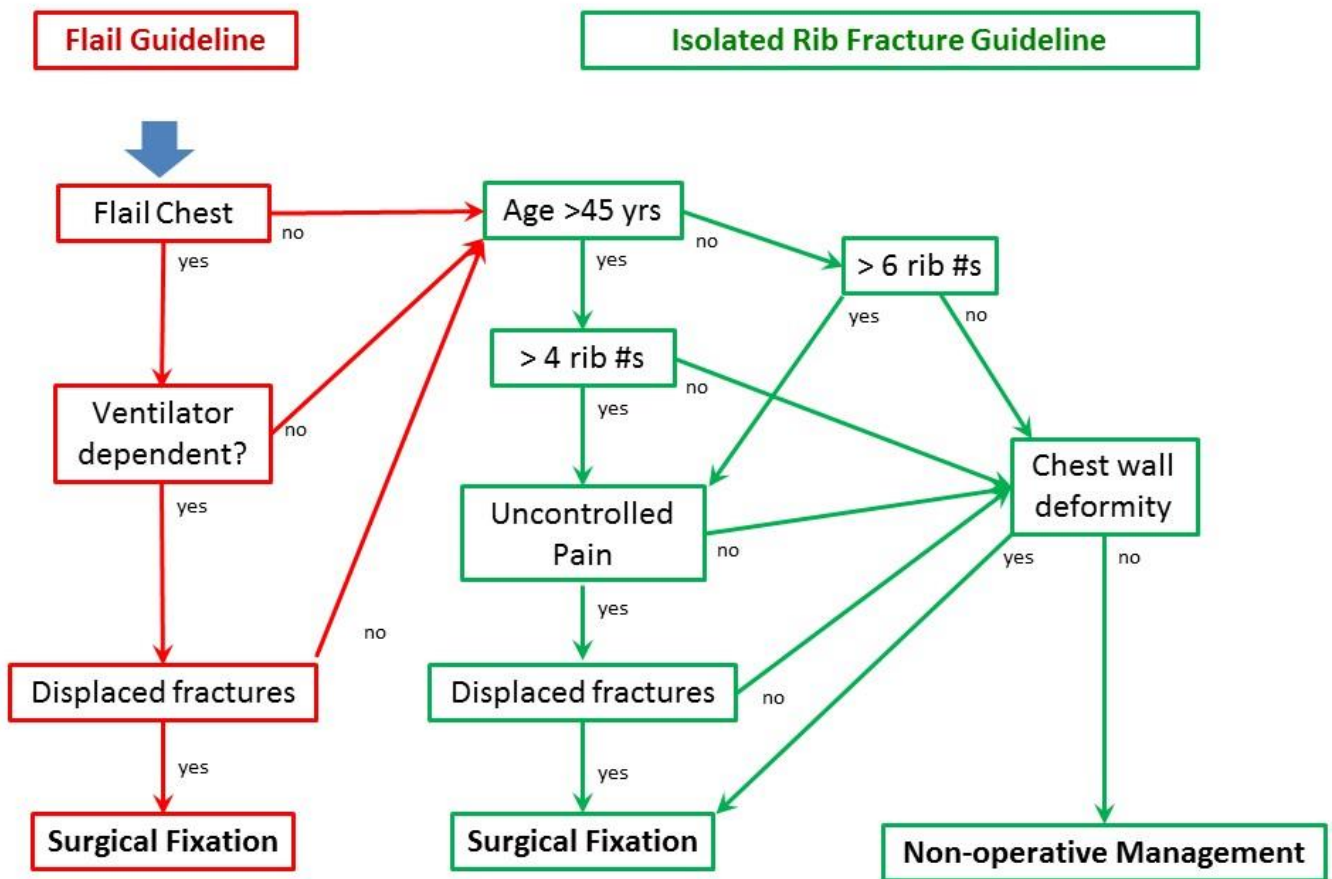 Flail Guideline
Isolated Rib Fracture Guideline
Flail Chest
no
yes
Age >45 yrs
no
yes
> 6 rib #s
yes
no
> 4 rib #s
no
yes
Ventilator
dependent?
no
yes
Chest wall
deformity
yes
no
Uncontrolled
Pain
no
yes
no
Displaced fractures
yes
Displaced fractures
no
yes
Surgical Fixation
Surgical Fixation
Non-operative Management